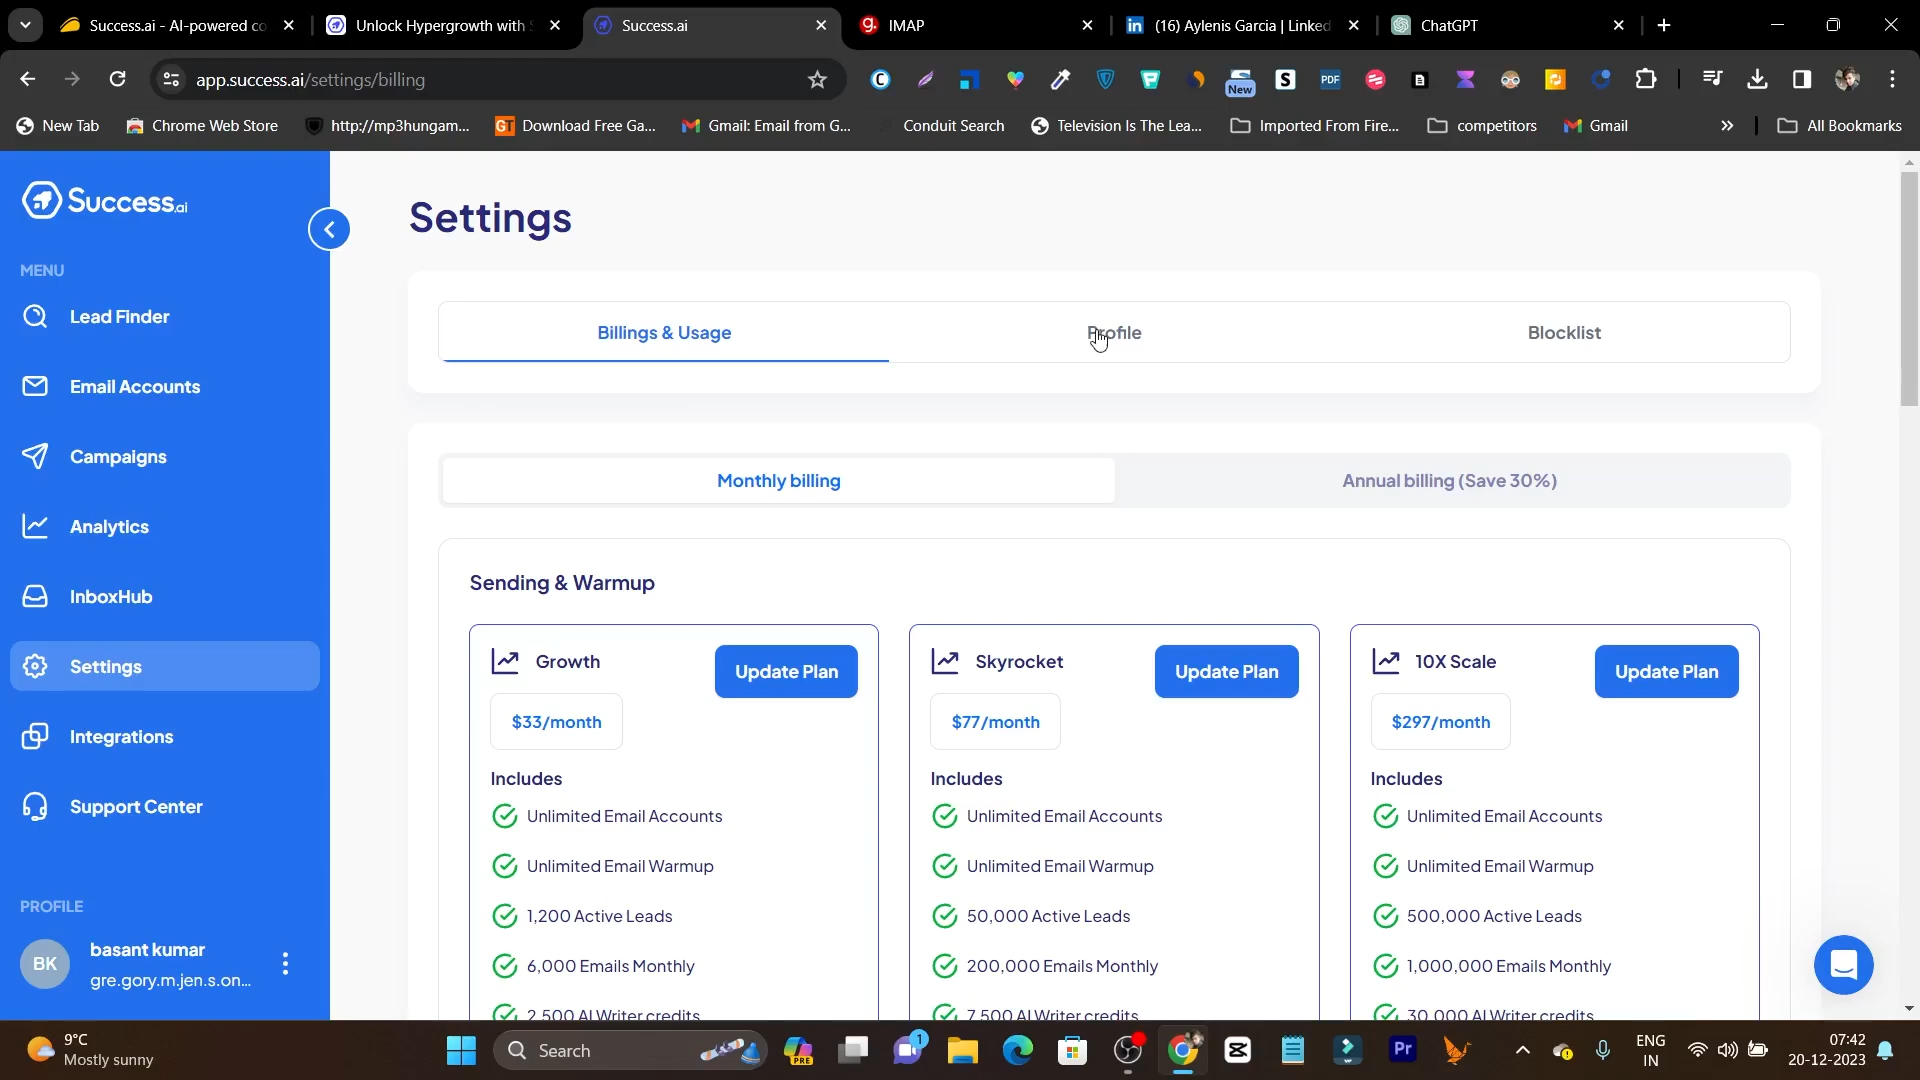 Success.ai - AI-powered co
Unlock Hypergrowth with
Success.ai
IMAP
(16) Aylenis Garcia | Linked
ChatGPT
app.success.ai/settings/billing
New
PDF
New Tab
Chrome Web Store
http://mp3hungam...
Download Free Ga...
Gmail: Email from G...
Conduit Search
Television Is The Lea...
Imported From Fire...
competitors
Gmail
All Bookmarks
Success.ai
MENU
Lead Finder
Email Accounts
Campaigns
Analytics
InboxHub
Settings
Integrations
Support Center
PROFILE
BK
basant kumar
gre.gory.m.jen.s.on...
Settings
Billings & Usage
Profile
Blocklist
Monthly billing
Annual billing (Save 30%)
Sending & Warmup
Growth
Update Plan
$33/month
Includes
Unlimited Email Accounts
Unlimited Email Warmup
1,200 Active Leads
6,000 Emails Monthly
2,500 AI Writer credits
Skyrocket
Update Plan
$77/month
Includes
Unlimited Email Accounts
Unlimited Email Warmup
50,000 Active Leads
200,000 Emails Monthly
7,500 AI Writer credits
10X Scale
Update Plan
$297/month
Includes
Unlimited Email Accounts
Unlimited Email Warmup
500,000 Active Leads
1,000,000 Emails Monthly
30,000 AI Writer credits
9°C
Mostly sunny
Search
PRE
1
Pr
ENG
IN
07:42
20-12-2023